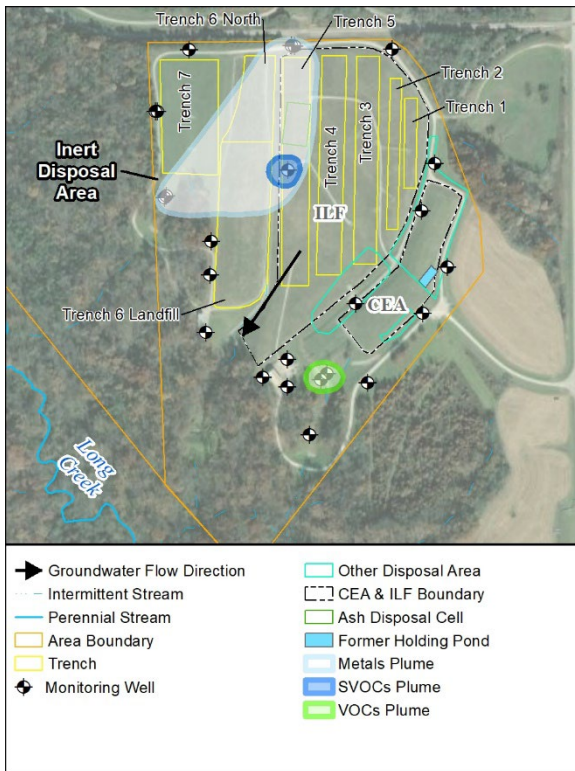 Trench 6 North
Trench 5
Trench 7
Trench 2
Trench 1
Trench 3
Trench 4
Inert
Disposal
Area
ILF
Trench 6 Landfill
CEA
Long
Creek
Groundwater Flow Direction
Intermittent Stream
Perennial Stream
Area Boundary
Trench
Monitoring Well
Other Disposal Area
CEA & ILF Boundary
Ash Disposal Cell
Former Holding Pond
Metals Plume
SVOCs Plume
VOCs Plume